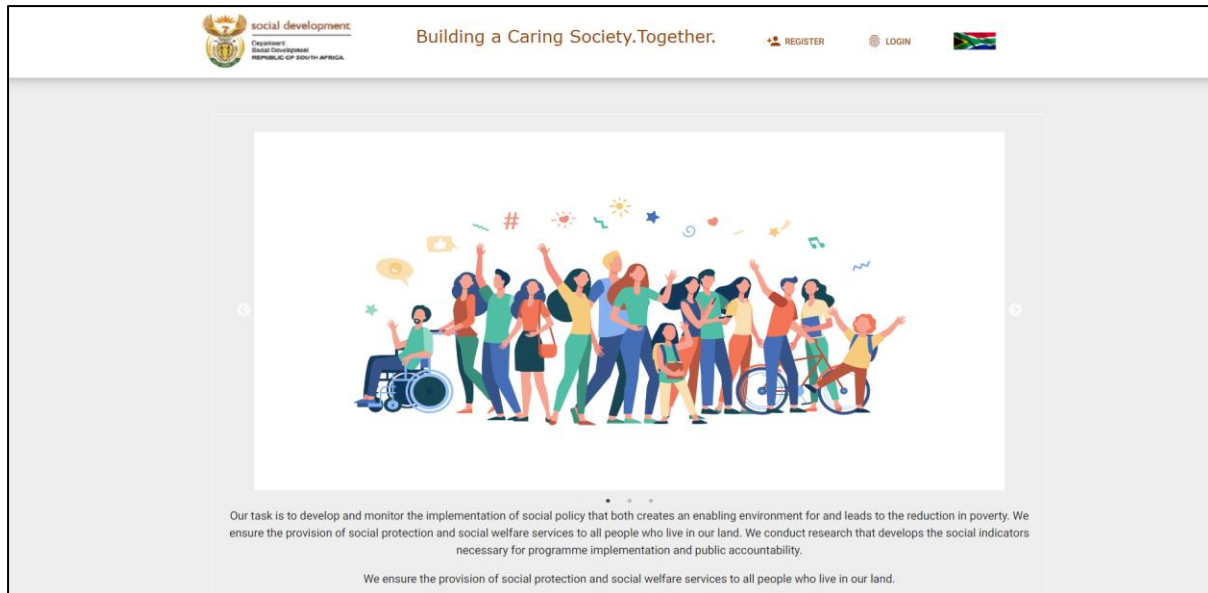 social development
Department:
Social Development
REPUBLIC OF SOUTH AFRICA
Building a Caring Society.Together.
REGISTER
LOGIN
#
Our task is to develop and monitor the implementation of social policy that both creates an enabling environment for and leads to the reduction in poverty. We
ensure the provision of social protection and social welfare services to all people who live in our land. We conduct research that develops the social indicators
necessary for programme implementation and public accountability.
We ensure the provision of social protection and social welfare services to all people who live in our land.